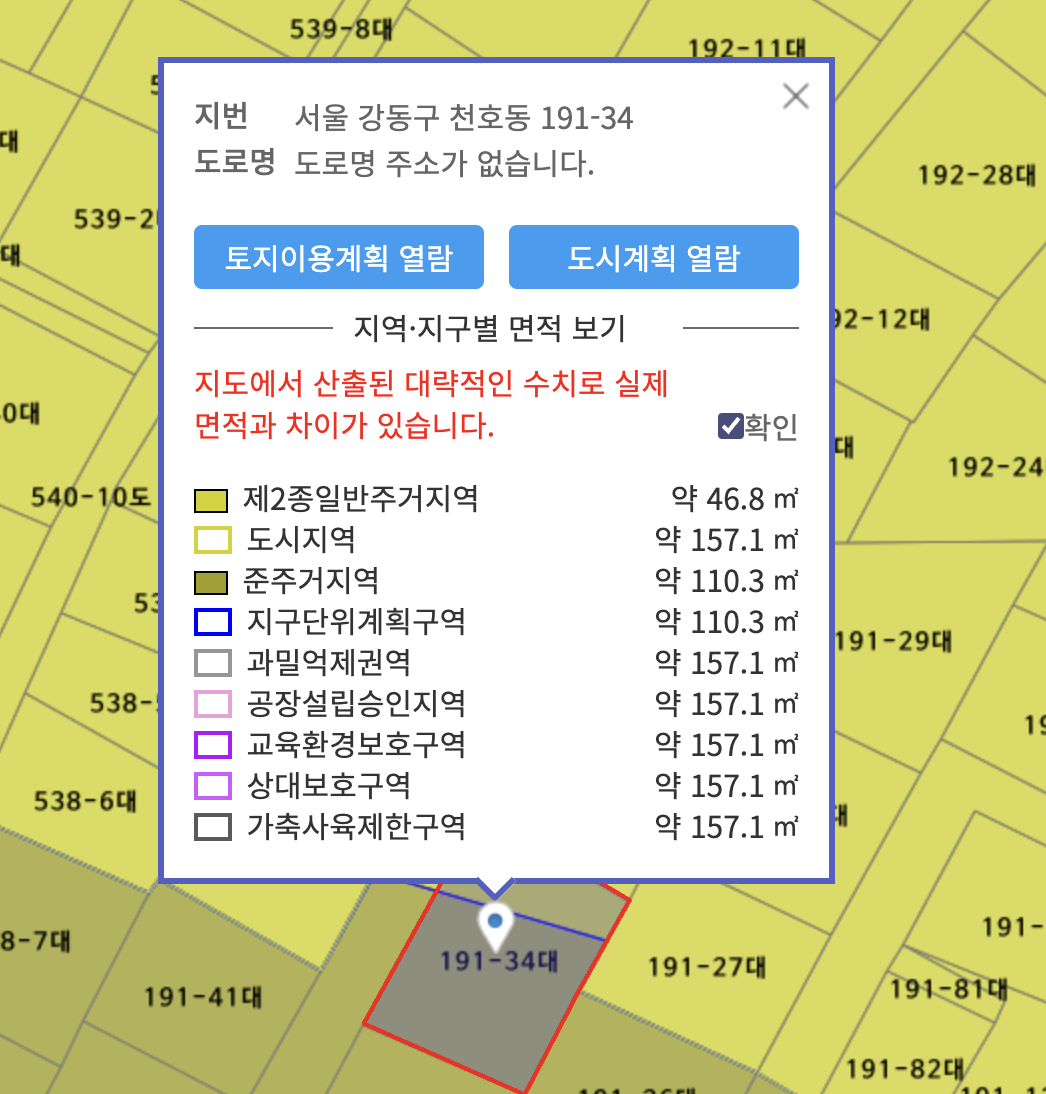 539-8대
192-11대
대
지번 서울 강동구 천호동 191-34
도로명 도로명 주소가 없습니다.
192-28대
539-2
대
토지이용계획 열람 도시계획 열람
지역·지구별 면적 보기
92-12대
지도에서 산출된 대략적인 수치로 실제
면적과 차이가 있습니다.
확인
0대
대
192-24
540-10도
제2종일반주거지역 약 46.8 ㎡
도시지역 약 157.1 ㎡
준주거지역 약 110.3 ㎡
53
지구단위계획구역 약 110.3 ㎡
191-29대
과밀억제권역 약 157.1 ㎡
538-
공장설립승인지역 약 157.1 ㎡
19
교육환경보호구역 약 157.1 ㎡
538-6대
상대보호구역 약 157.1 ㎡
대
가축사육제한구역 약 157.1 ㎡
8-7대
191-
191-34대
191-27대
191-41대
191-81대
191-82대